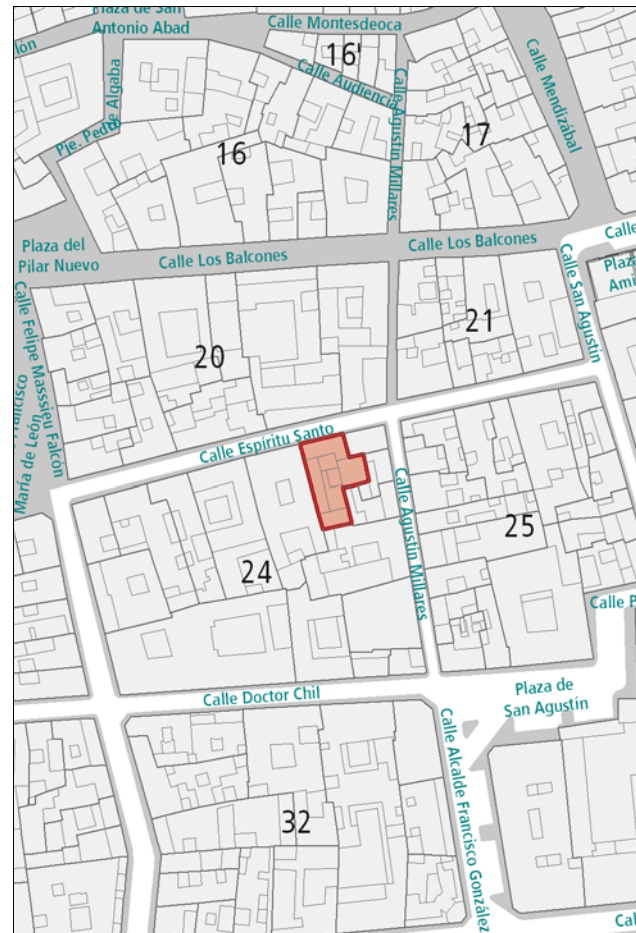 Plaza de San
Antonio Abad
Calle Montesdeoca
16'
Calle Audiencia
Calle Agustín Millares
Calle Mendizábal
Pje. Pedro
de Algaba
16
17
Calle Los Balcones
Calle Los Balcones
Plaza del
Pilar Nuevo
Calle San Agustín
Calle
Calle Felipe Masssieu Falcón
María de León
20
21
Calle Espíritu Santo
Calle Agustín Millares
24
25
Calle Doctor Chil
Plaza de
San Agustín
Calle Alcalde Francisco González
32